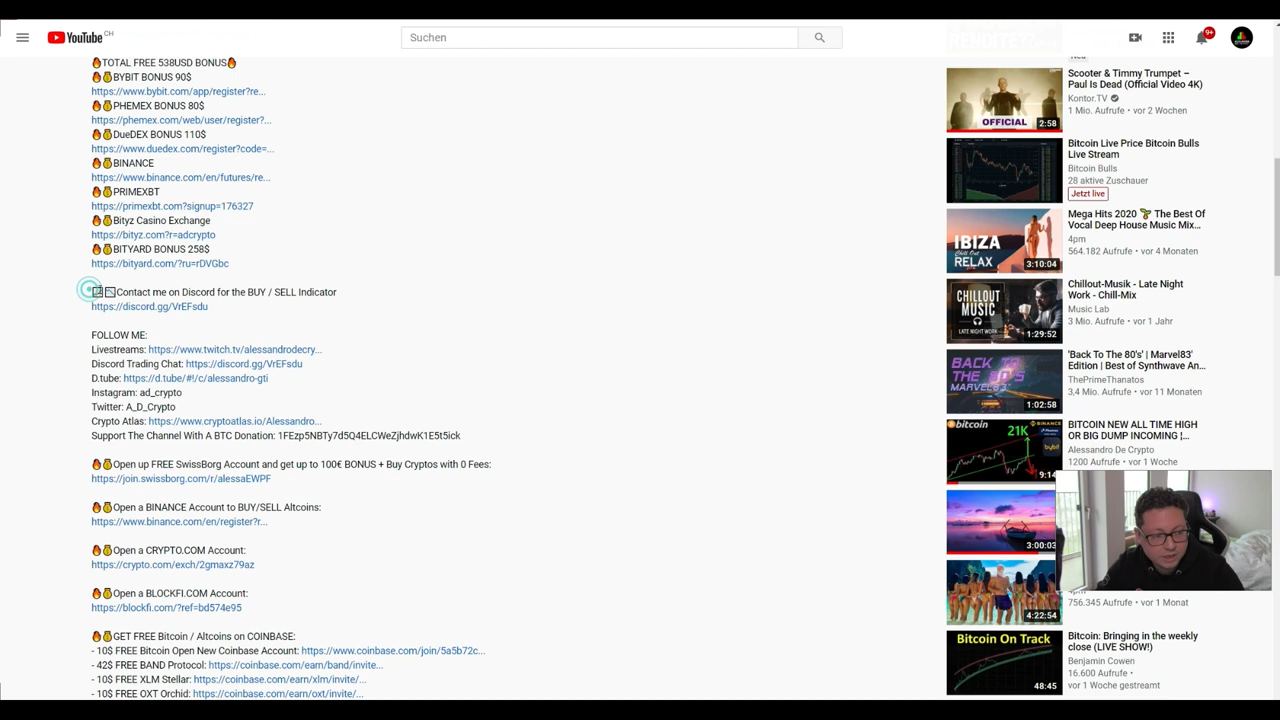 YouTube CH
Suchen
9+
🔥TOTAL FREE 538USD BONUS🔥
🔥💰BYBIT BONUS 90$
https://www.bybit.com/app/register?re...
🔥💰PHEMEX BONUS 80$
https://phemex.com/web/user/register?...
🔥💰DueDEX BONUS 110$
https://www.duedex.com/register?code=...
🔥💰BINANCE
https://www.binance.com/en/futures/re...
🔥💰PRIMEXBT
https://primexbt.com?signup=176327
🔥💰Bityz Casino Exchange
https://bityz.com?r=adcrypto
🔥💰BITYARD BONUS 258$
https://bityard.com/?ru=rDVGbc
Contact me on Discord for the BUY / SELL Indicator
https://discord.gg/VrEFsdu
FOLLOW ME:
Livestreams: https://www.twitch.tv/alessandrodecry...
Discord Trading Chat: https://discord.gg/VrEFsdu
D.tube: https://d.tube/#!/c/alessandro-gti
Instagram: ad_crypto
Twitter: A_D_Crypto
Crypto Atlas: https://www.cryptoatlas.io/Alessandro...
Support The Channel With A BTC Donation: 1FEzp5NBTy7d5Q4ELCWeZjhdwK1E5t5ick
🔥💰Open up FREE SwissBorg Account and get up to 100€ BONUS + Buy Cryptos with 0 Fees:
https://join.swissborg.com/r/alessaEWPF
🔥💰Open a BINANCE Account to BUY/SELL Altcoins:
https://www.binance.com/en/register?r...
🔥💰Open a CRYPTO.COM Account:
https://crypto.com/exch/2gmaxz79az
🔥💰Open a BLOCKFI.COM Account:
https://blockfi.com/?ref=bd574e95
🔥💰GET FREE Bitcoin / Altcoins on COINBASE:
- 10$ FREE Bitcoin Open New Coinbase Account: https://www.coinbase.com/join/5a5b72c...
- 42$ FREE BAND Protocol: https://coinbase.com/earn/band/invite...
- 10$ FREE XLM Stellar: https://coinbase.com/earn/xlm/invite/...
- 10$ FREE OXT Orchid: https://coinbase.com/earn/oxt/invite/...
OFFICIAL
2:58
Scooter & Timmy Trumpet –
Paul Is Dead (Official Video 4K)
Kontor.TV
1 Mio. Aufrufe • vor 2 Wochen
Bitcoin Live Price Bitcoin Bulls
Live Stream
Bitcoin Bulls
28 aktive Zuschauer
Jetzt live
IBIZA
Chill Out
RELAX
3:10:04
Mega Hits 2020 🌱 The Best Of
Vocal Deep House Music Mix...
4pm
564.182 Aufrufe • vor 4 Monaten
CHILLOUT
MUSIC
LATE NIGHT WORK
1:29:52
Chillout-Musik - Late Night
Work - Chill-Mix
Music Lab
3 Mio. Aufrufe • vor 1 Jahr
BACK TO
THE 80'S
MARVEL83'
1:02:58
'Back To The 80's' | Marvel83'
Edition | Best of Synthwave An...
ThePrimeThanatos
3,4 Mio. Aufrufe • vor 11 Monaten
bitcoin
21K
BINANCE
bybit
9:14
BITCOIN NEW ALL TIME HIGH
OR BIG DUMP INCOMING |...
Alessandro De Crypto
1200 Aufrufe • vor 1 Woche
3:00:03
4:22:54
756.345 Aufrufe • vor 1 Monat
Bitcoin On Track
48:45
Bitcoin: Bringing in the weekly
close (LIVE SHOW!)
Benjamin Cowen
16.600 Aufrufe •
vor 1 Woche gestreamt